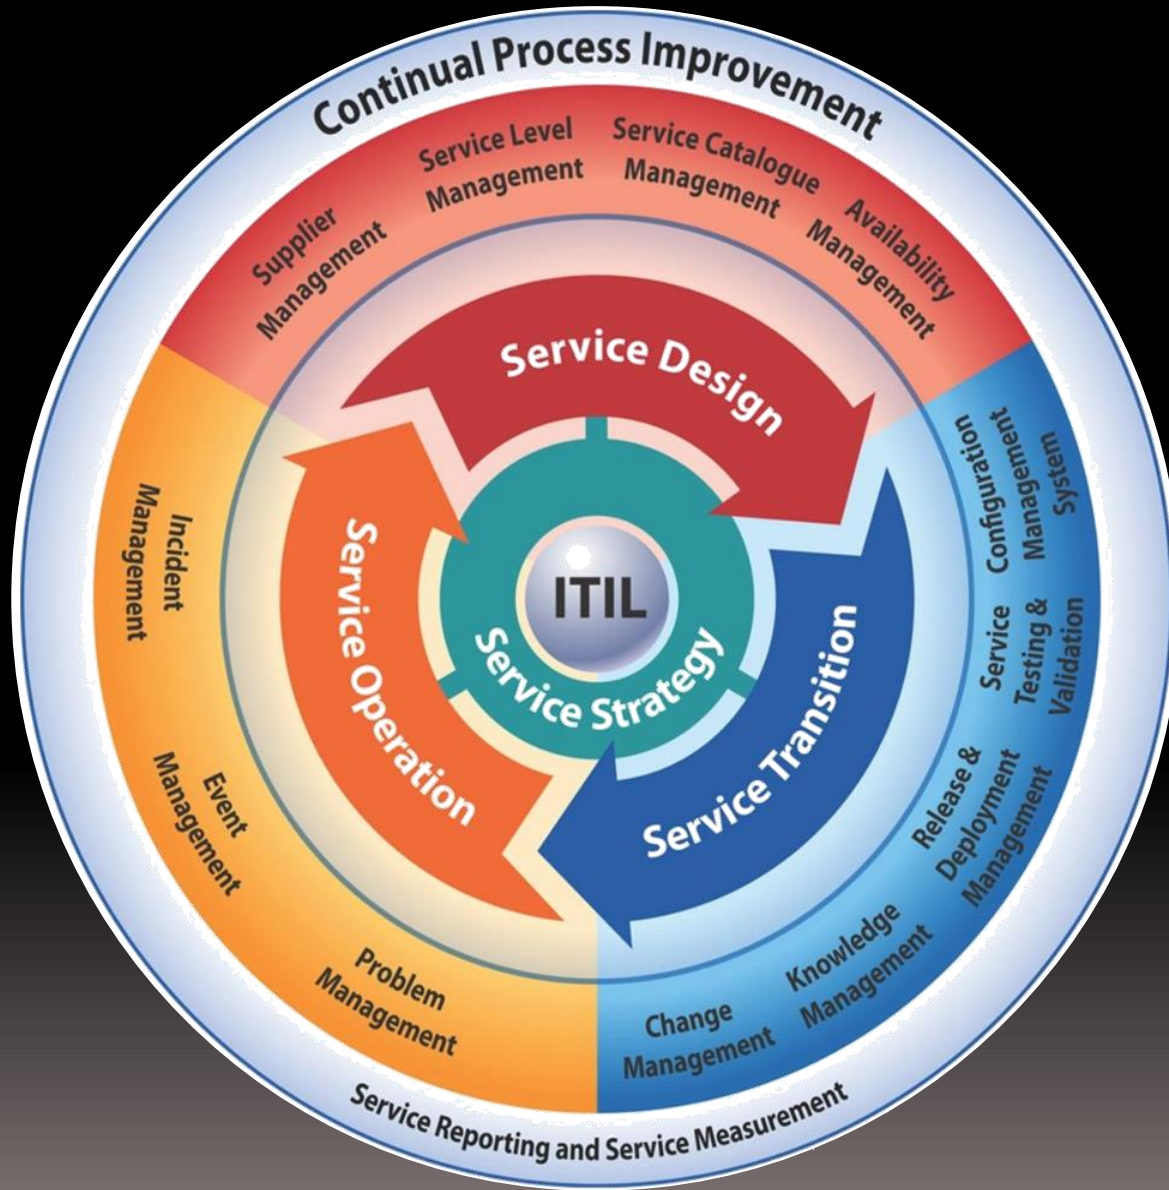 Continual Process Improvement
Supplier
Management
Service Level
Management
Service Catalogue
Management
Availability
Management
Configuration
Management
System
Service
Testing &
Validation
Release &
Deployment
Management
Knowledge
Management
Change
Management
Problem
Management
Event
Management
Incident
Management
Service Design
Service Transition
Service Operation
Service Strategy
ITIL
Service Reporting and Service Measurement